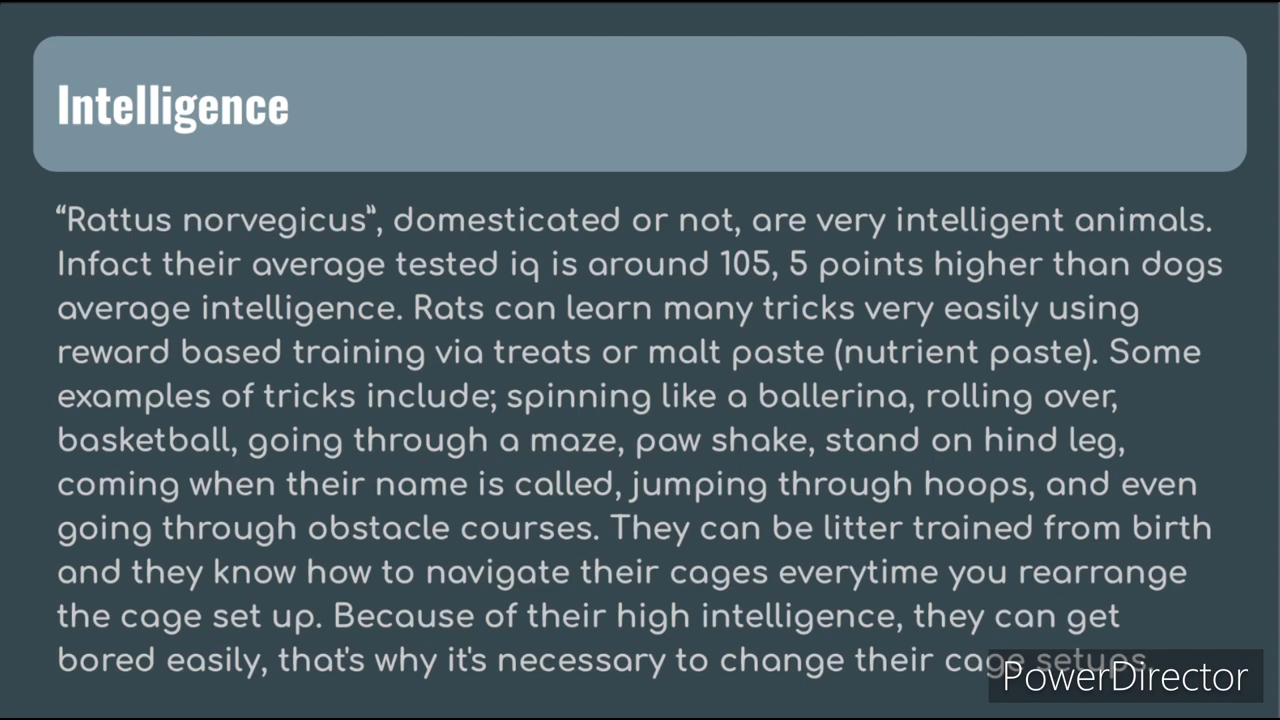 Intelligence
“Rattus norvegicus”, domesticated or not, are very intelligent animals.
Infact their average tested iq is around 105, 5 points higher than dogs
average intelligence. Rats can learn many tricks very easily using
reward based training via treats or malt paste (nutrient paste). Some
examples of tricks include; spinning like a ballerina, rolling over,
basketball, going through a maze, paw shake, stand on hind leg,
coming when their name is called, jumping through hoops, and even
going through obstacle courses. They can be litter trained from birth
and they know how to navigate their cages everytime you rearrange
the cage set up. Because of their high intelligence, they can get
bored easily, that's why it's necessary to change their cage setups.
PowerDirector